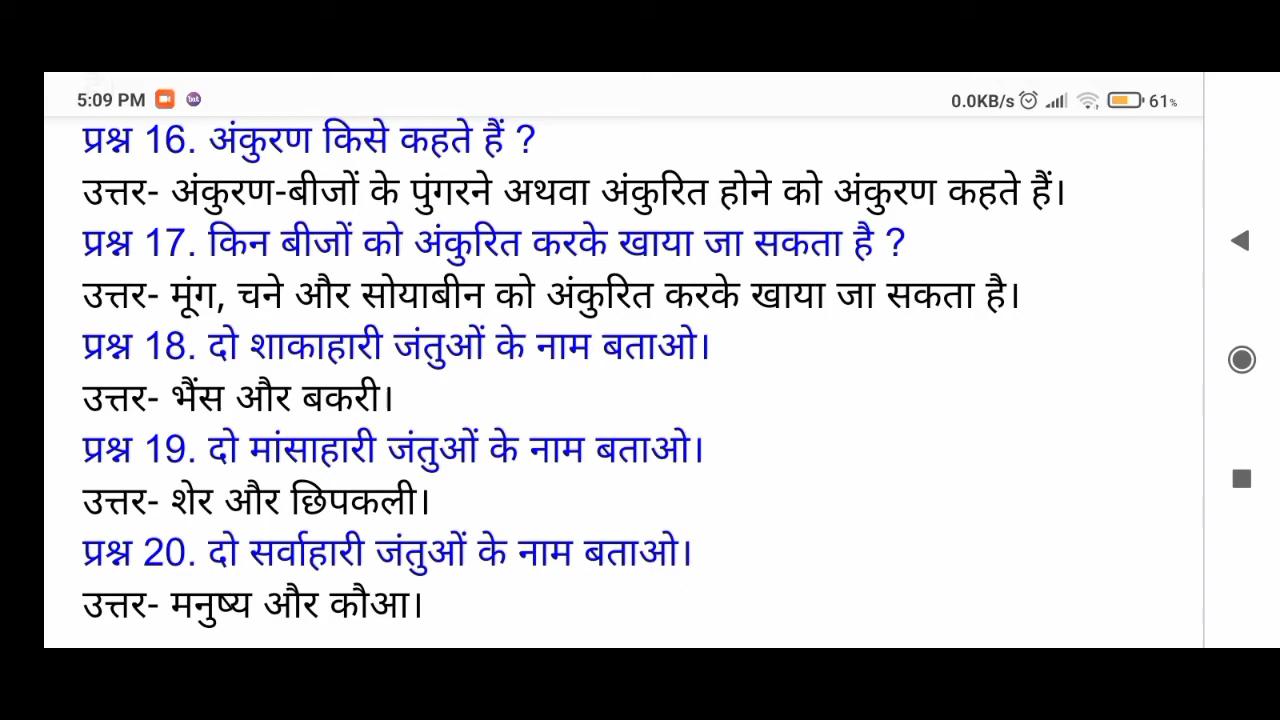 5:09 PM 0.0KB/s 61%
प्रश्न 16. अंकुरण किसे कहते हैं ?
उत्तर- अंकुरण-बीजों के पुंगरने अथवा अंकुरित होने को अंकुरण कहते हैं।
प्रश्न 17. किन बीजों को अंकुरित करके खाया जा सकता है ?
उत्तर- मूंग, चने और सोयाबीन को अंकुरित करके खाया जा सकता है।
प्रश्न 18. दो शाकाहारी जंतुओं के नाम बताओ।
उत्तर- भैंस और बकरी।
प्रश्न 19. दो मांसाहारी जंतुओं के नाम बताओ।
उत्तर- शेर और छिपकली।
प्रश्न 20. दो सर्वाहारी जंतुओं के नाम बताओ।
उत्तर- मनुष्य और कौआ।